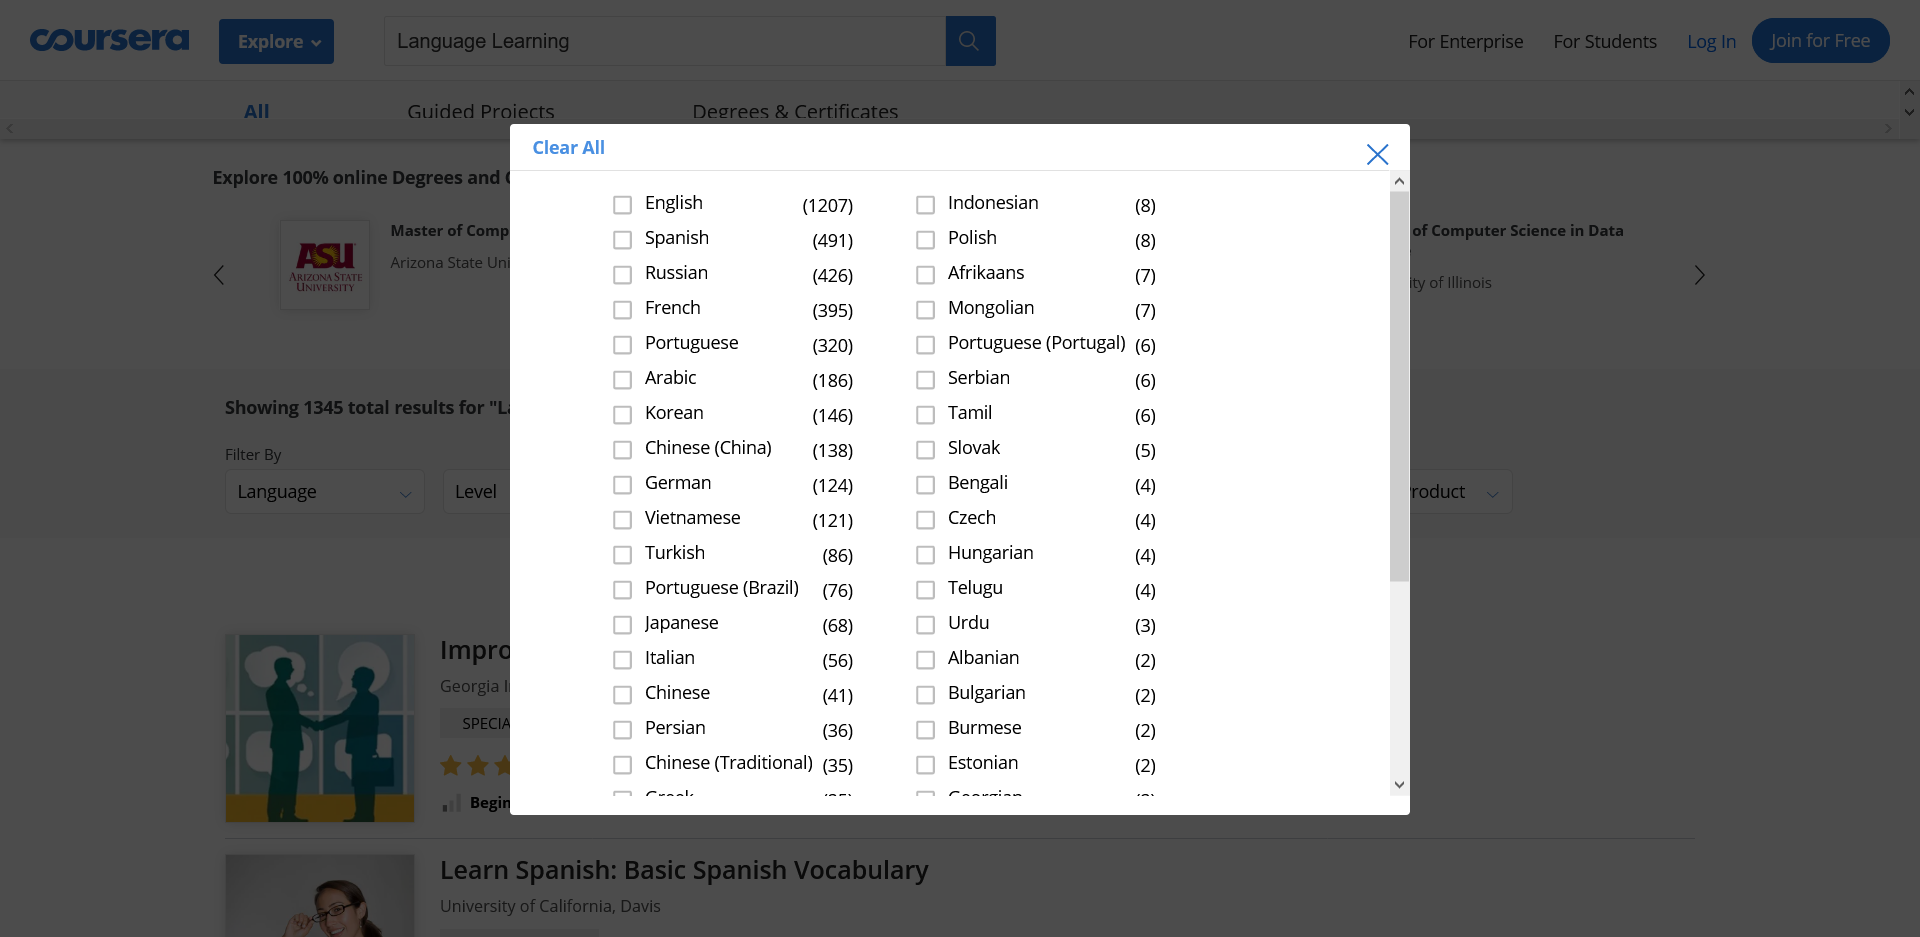 coursera
Explore
Language Learning
For Enterprise
For Students
Log In
Join for Free
All
Guided Projects
Degrees & Certificates
Clear All
Explore 100% online Degrees and
Master of Comp
Arizona State Uni
ASU
ARIZONA STATE
UNIVERSITY
of Computer Science in Data
ty of Illinois
English (1207)
Spanish (491)
Russian (426)
French (395)
Portuguese (320)
Arabic (186)
Korean (146)
Chinese (China) (138)
German (124)
Vietnamese (121)
Turkish (86)
Portuguese (Brazil) (76)
Japanese (68)
Italian (56)
Chinese (41)
Persian (36)
Chinese (Traditional) (35)
Greek
Indonesian (8)
Polish (8)
Afrikaans (7)
Mongolian (7)
Portuguese (Portugal) (6)
Serbian (6)
Tamil (6)
Slovak (5)
Bengali (4)
Czech (4)
Hungarian (4)
Telugu (4)
Urdu (3)
Albanian (2)
Bulgarian (2)
Burmese (2)
Estonian (2)
Georgian
Showing 1345 total results for "L
Filter By
Language
Level
roduct
Impro
Georgia I
SPECIA
Begin
Learn Spanish: Basic Spanish Vocabulary
University of California, Davis